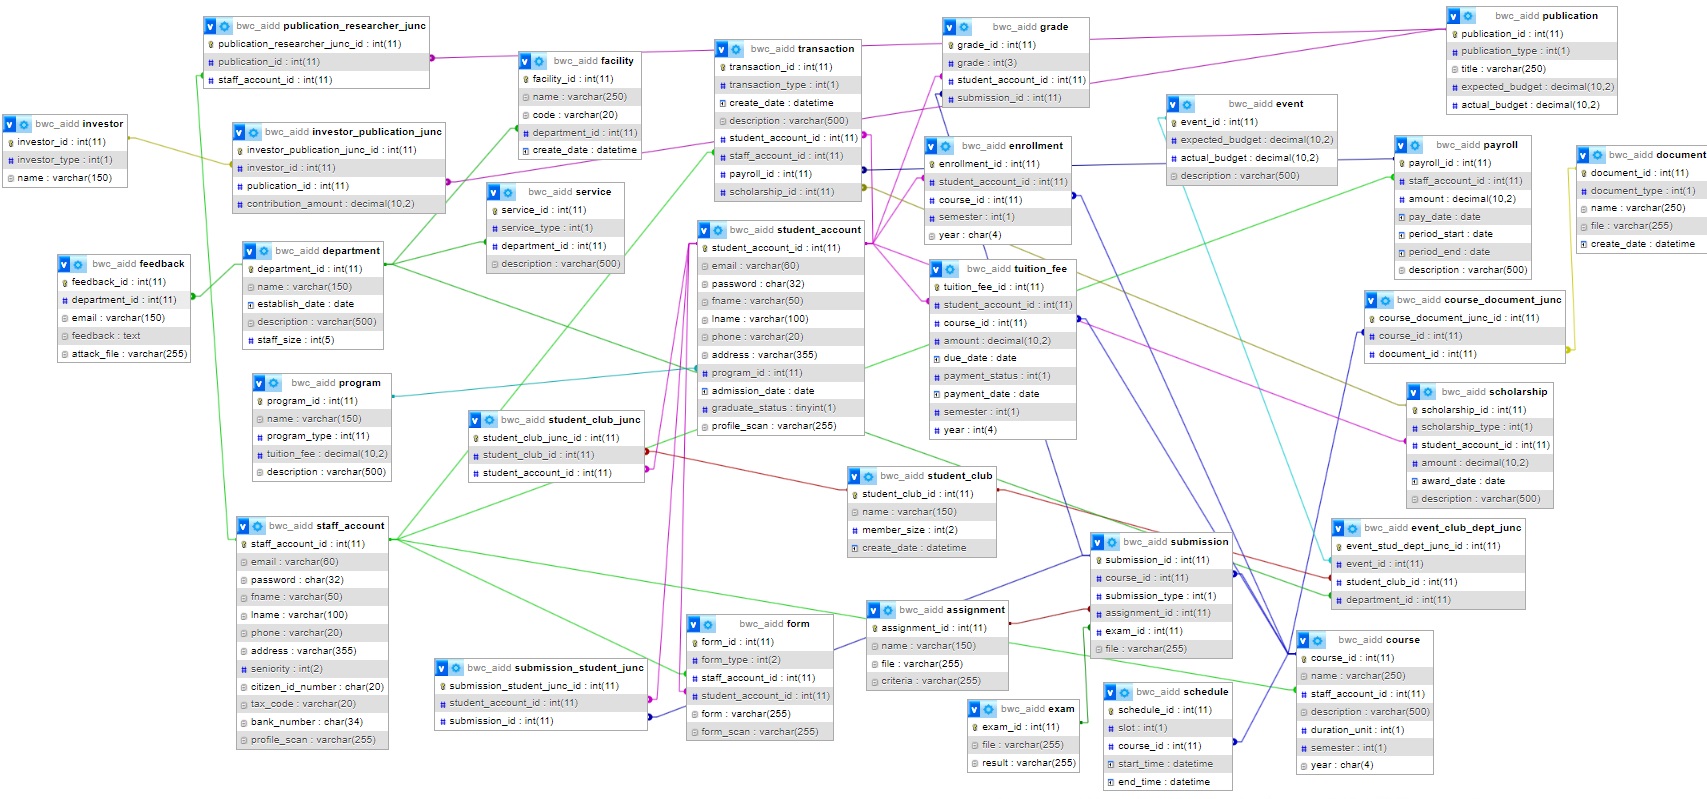 bwc_aidd publication_researcher_junc
publication_researcher_junc_id : int(11)
publication_id : int(11)
staff_account_id : int(11)
bwc_aidd investor
investor_id : int(11)
investor_type : int(1)
name : varchar(150)
bwc_aidd investor_publication_junc
investor_publication_junc_id : int(11)
investor_id : int(11)
publication_id : int(11)
contribution_amount : decimal(10,2)
bwc_aidd facility
facility_id : int(11)
name : varchar(250)
code : varchar(20)
department_id : int(11)
create_date : datetime
bwc_aidd transaction
transaction_id : int(11)
transaction_type : int(1)
create_date : datetime
description : varchar(500)
student_account_id : int(11)
staff_account_id : int(11)
payroll_id : int(11)
scholarship_id : int(11)
bwc_aidd grade
grade_id : int(11)
grade : int(3)
student_account_id : int(11)
submission_id : int(11)
bwc_aidd publication
publication_id : int(11)
publication_type : int(1)
title : varchar(250)
expected_budget : decimal(10,2)
actual_budget : decimal(10,2)
bwc_aidd event
event_id : int(11)
expected_budget : decimal(10,2)
actual_budget : decimal(10,2)
description : varchar(500)
bwc_aidd enrollment
enrollment_id : int(11)
student_account_id : int(11)
course_id : int(11)
semester : int(1)
year : char(4)
bwc_aidd payroll
payroll_id : int(11)
staff_account_id : int(11)
amount : decimal(10,2)
pay_date : date
period_start : date
period_end : date
description : varchar(500)
bwc_aidd document
document_id : int(11)
document_type : int(1)
name : varchar(250)
file : varchar(255)
create_date : datetime
bwc_aidd service
service_id : int(11)
service_type : int(1)
department_id : int(11)
description : varchar(500)
bwc_aidd department
department_id : int(11)
name : varchar(150)
establish_date : date
description : varchar(500)
staff_size : int(5)
bwc_aidd feedback
feedback_id : int(11)
department_id : int(11)
email : varchar(150)
feedback : text
attack_file : varchar(255)
bwc_aidd student_account
student_account_id : int(11)
email : varchar(60)
password : char(32)
fname : varchar(50)
lname : varchar(100)
phone : varchar(20)
address : varchar(355)
program_id : int(11)
admission_date : date
graduate_status : tinyint(1)
profile_scan : varchar(255)
bwc_aidd tuition_fee
tuition_fee_id : int(11)
student_account_id : int(11)
course_id : int(11)
amount : decimal(10,2)
due_date : date
payment_status : int(1)
payment_date : date
semester : int(1)
year : int(4)
bwc_aidd course_document_junc
course_document_junc_id : int(11)
course_id : int(11)
document_id : int(11)
bwc_aidd program
program_id : int(11)
name : varchar(150)
program_type : int(11)
tuition_fee : decimal(10,2)
description : varchar(500)
bwc_aidd student_club_junc
student_club_junc_id : int(11)
student_club_id : int(11)
student_account_id : int(11)
bwc_aidd scholarship
scholarship_id : int(11)
scholarship_type : int(1)
student_account_id : int(11)
amount : decimal(10,2)
award_date : date
description : varchar(500)
bwc_aidd student_club
student_club_id : int(11)
name : varchar(150)
member_size : int(2)
create_date : datetime
bwc_aidd staff_account
staff_account_id : int(11)
email : varchar(60)
password : char(32)
fname : varchar(50)
lname : varchar(100)
phone : varchar(20)
address : varchar(355)
seniority : int(2)
citizen_id_number : char(20)
tax_code : varchar(20)
bank_number : char(34)
profile_scan : varchar(255)
bwc_aidd event_club_dept_junc
event_stud_dept_junc_id : int(11)
event_id : int(11)
student_club_id : int(11)
department_id : int(11)
bwc_aidd submission
submission_id : int(11)
course_id : int(11)
submission_type : int(1)
assignment_id : int(11)
exam_id : int(11)
file : varchar(255)
bwc_aidd assignment
assignment_id : int(11)
name : varchar(150)
file : varchar(255)
criteria : varchar(255)
bwc_aidd form
form_id : int(11)
form_type : int(2)
staff_account_id : int(11)
student_account_id : int(11)
form : varchar(255)
form_scan : varchar(255)
bwc_aidd submission_student_junc
submission_student_junc_id : int(11)
student_account_id : int(11)
submission_id : int(11)
bwc_aidd course
course_id : int(11)
name : varchar(250)
staff_account_id : int(11)
description : varchar(500)
duration_unit : int(1)
semester : int(1)
year : char(4)
bwc_aidd schedule
schedule_id : int(11)
slot : int(1)
course_id : int(11)
start_time : datetime
end_time : datetime
bwc_aidd exam
exam_id : int(11)
file : varchar(255)
result : varchar(255)